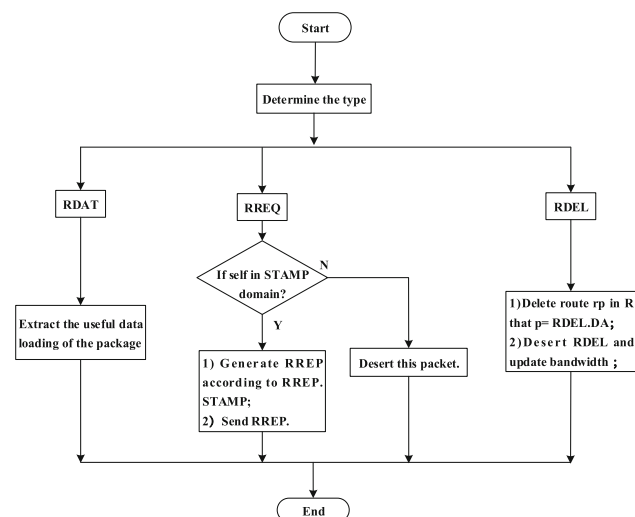 Start
Determine the type
RDAT
RREQ
RDEL
If self in STAMP
domain?
N
Y
Extract the useful data
loading of the package
1) Generate RREP
according to RREP.
STAMP;
2) Send RREP.
Desert this packet.
1)Delete route rp in R
that p= RDEL.DA;
2)Desert RDEL and
update bandwidth ;
End